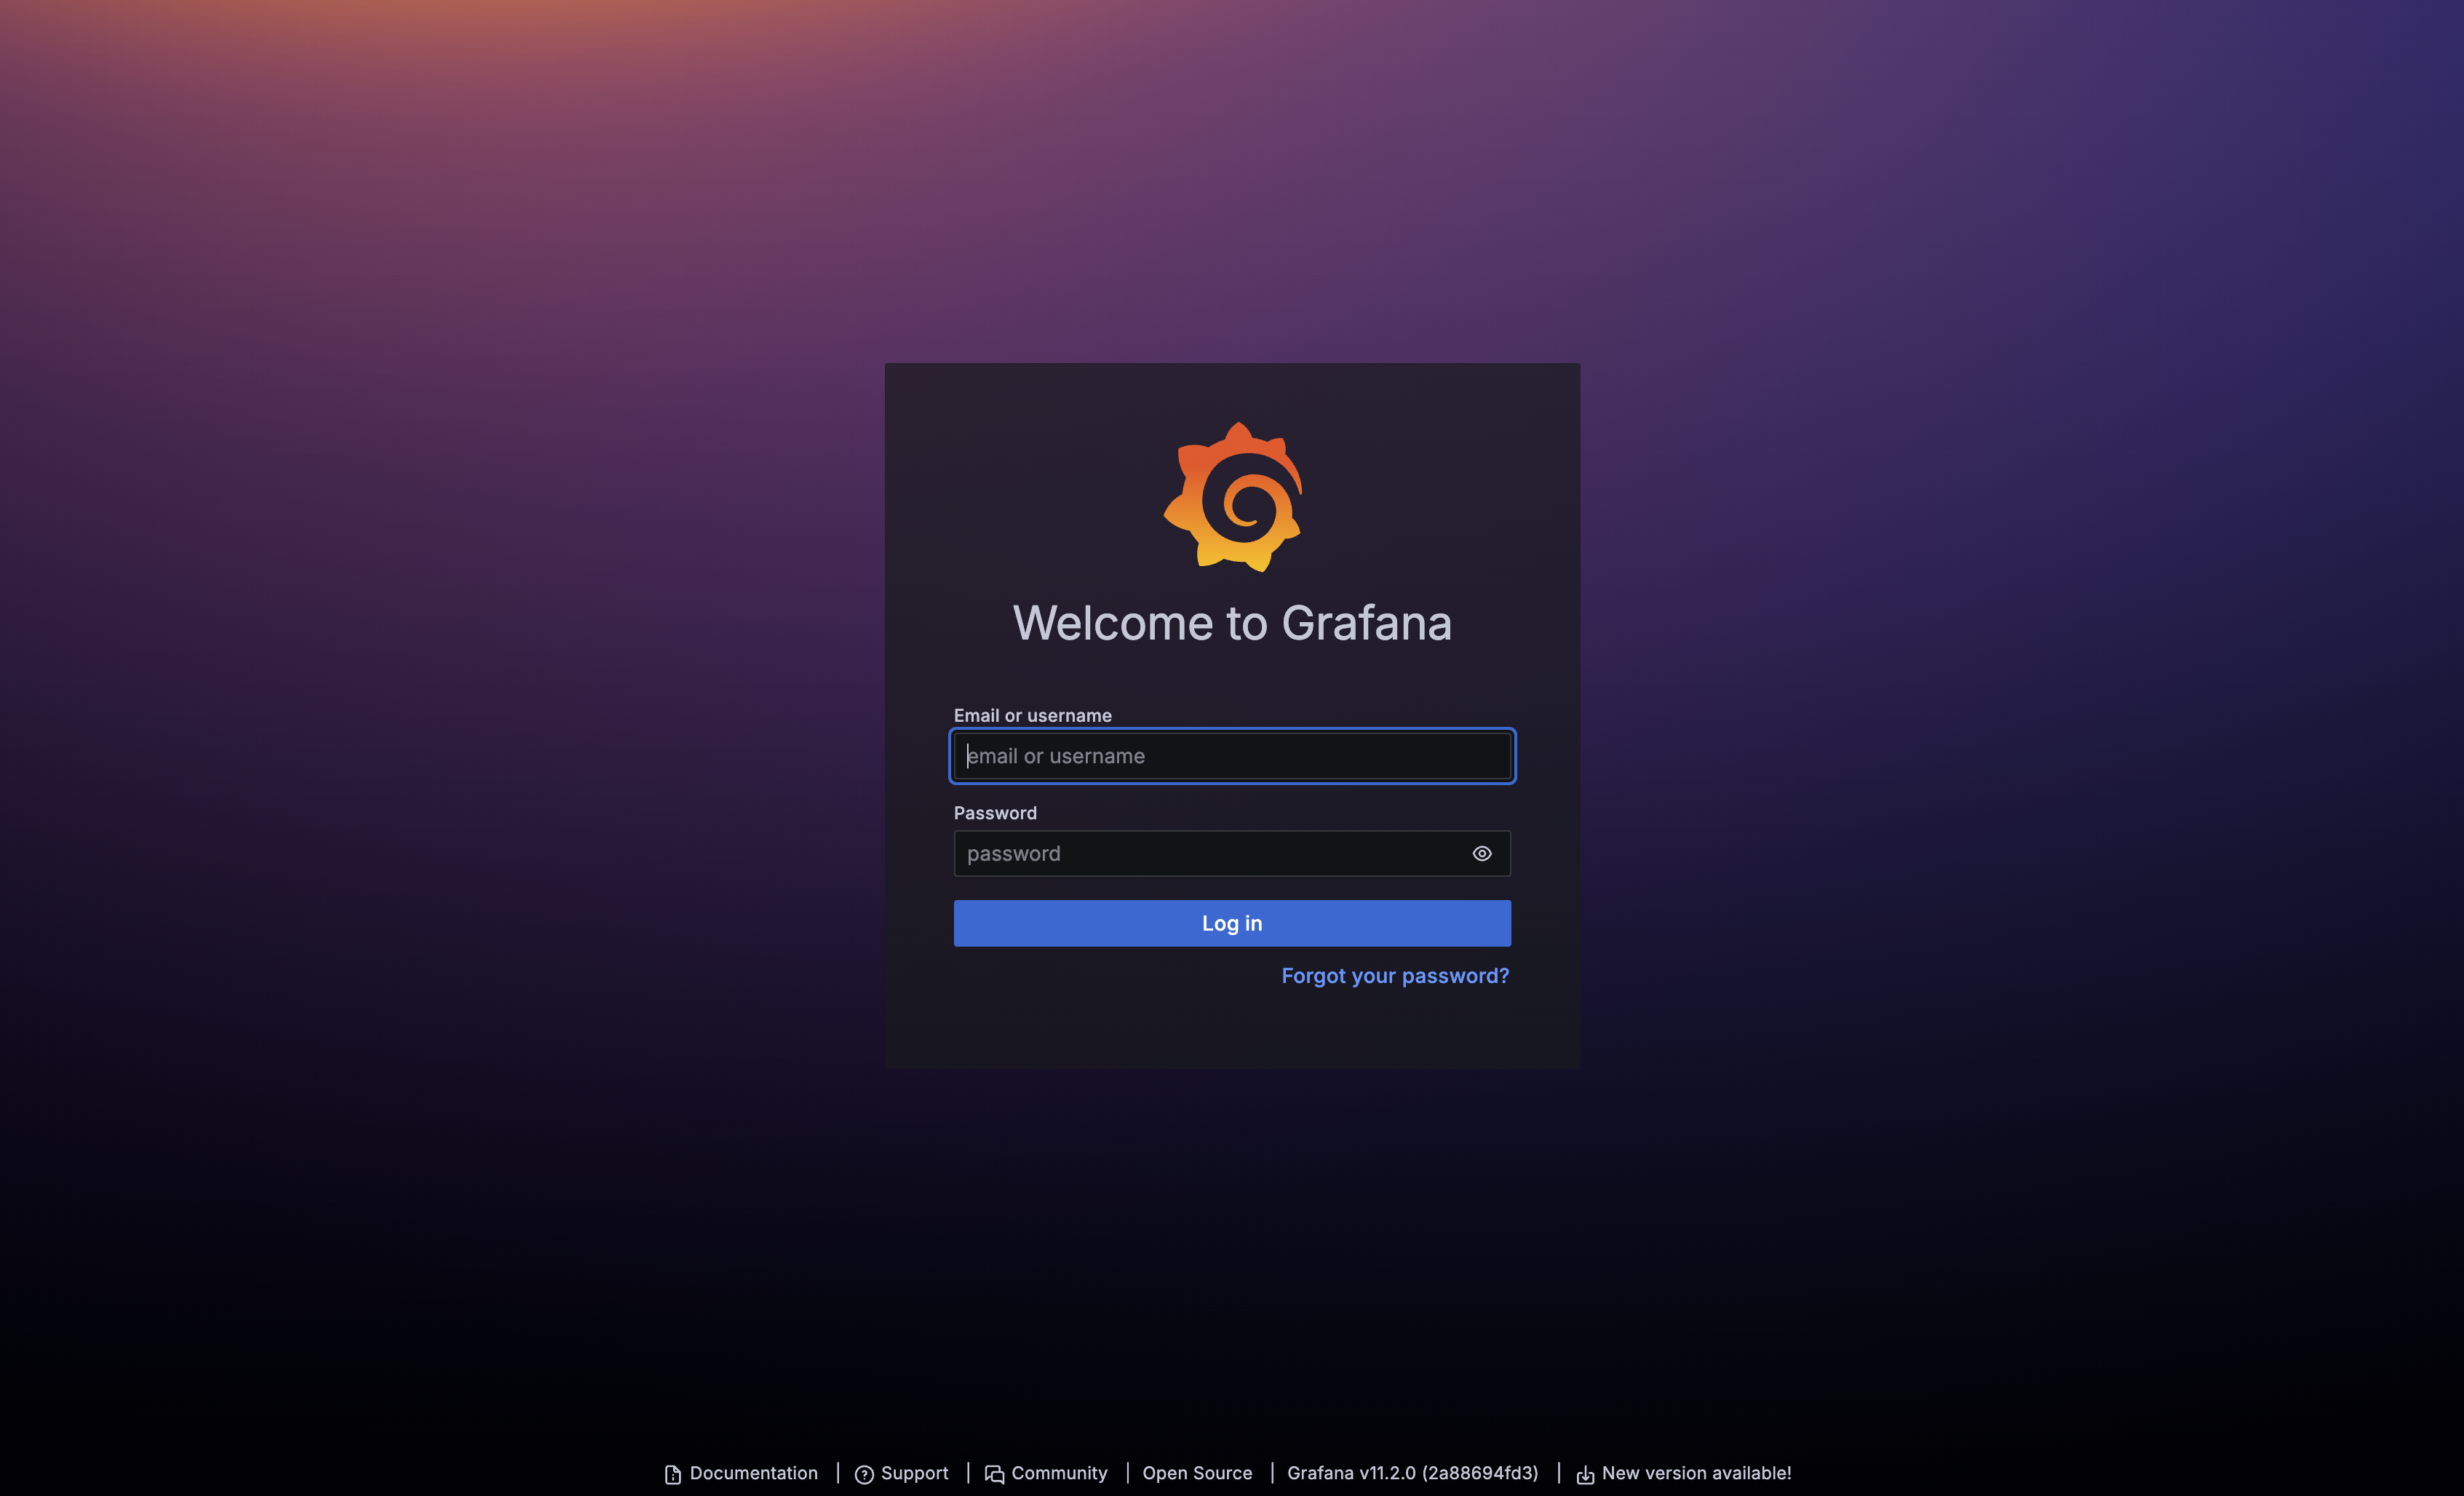 Welcome to Grafana
Email or username
email or username
Password
password
Log in
Forgot your password?
Documentation | Support | Community | Open Source | Grafana v11.2.0 (2a88694fd3) | New version available!